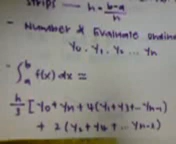 strips — h = b-a/n
- Number & Evaluate ordin
y₀ . y₁ . y₂ ... yₙ
- ∫ₐᵇ f(x) dx ≃
h/3 [ y₀ + yₙ + 4(y₁ + y₃ + ... yₙ₋₁)
+ 2(y₂ + y₄ + ... yₙ₋₂)